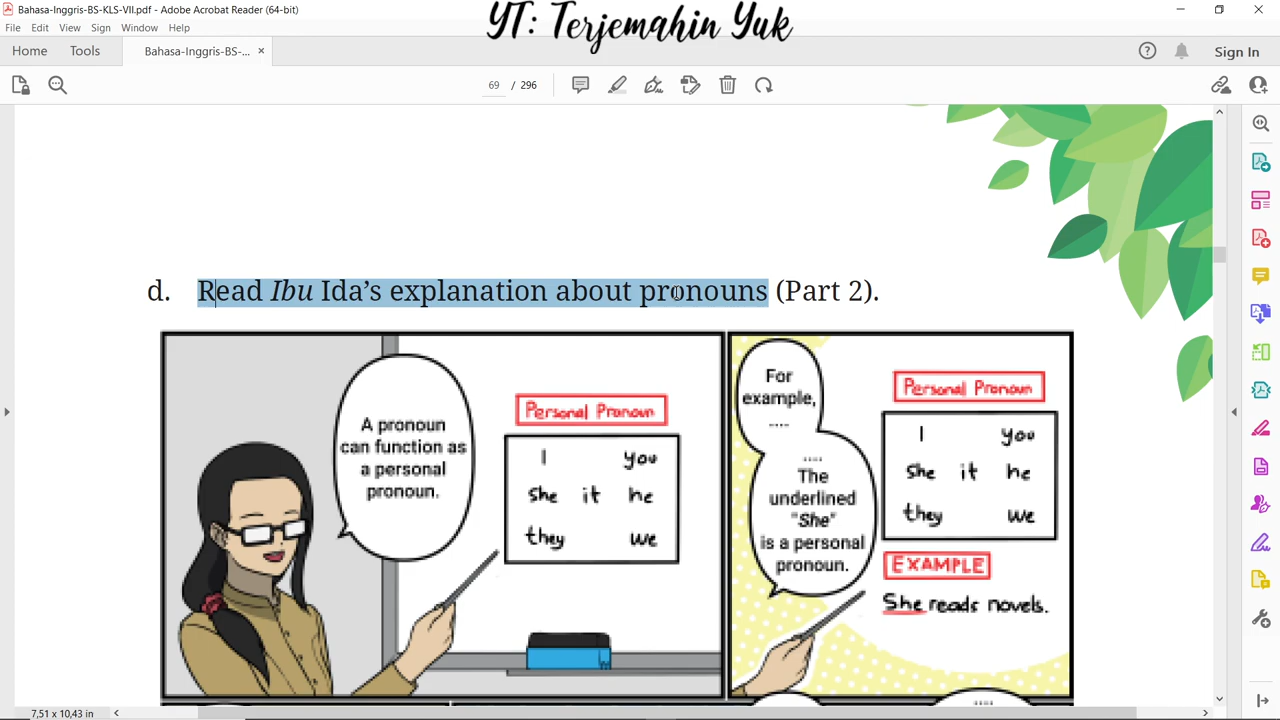 Bahasa-Inggris-BS-KLS-VII.pdf - Adobe Acrobat Reader (64-bit)
YT: Terjemahin Yuk
File Edit View Sign Window Help
Home Tools Bahasa-Inggris-BS-... ×
Sign In
69 / 296
d. Read Ibu Ida's explanation about pronouns (Part 2).
A pronoun
can function as
a personal
pronoun.
Personal Pronoun
I you
she it he
they we
For
example,
....
....
The
underlined
"She"
is a personal
pronoun.
Personal Pronoun
I you
she it he
they we
EXAMPLE
She reads novels.
....
7,51 x 10,43 in